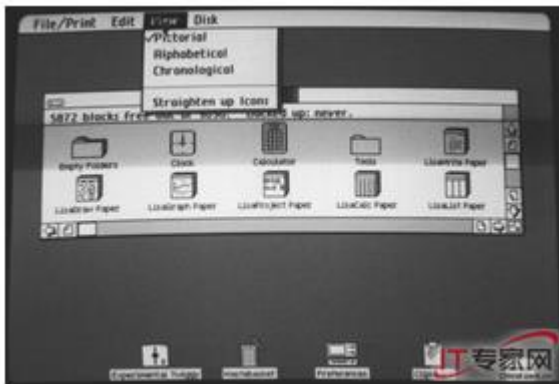 File/Print Edit View Disk
✓Pictorial
Alphabetical
Chronological
Straighten up Icons
5872 blocks free out of up: never.
Empty Folders Clock Calculator Tools LisaWrite Paper
LisaDraw Paper LisaGraph Paper LisaProject Paper LisaCalc Paper LisaList Paper
Wastebasket Preferences
IT专家网